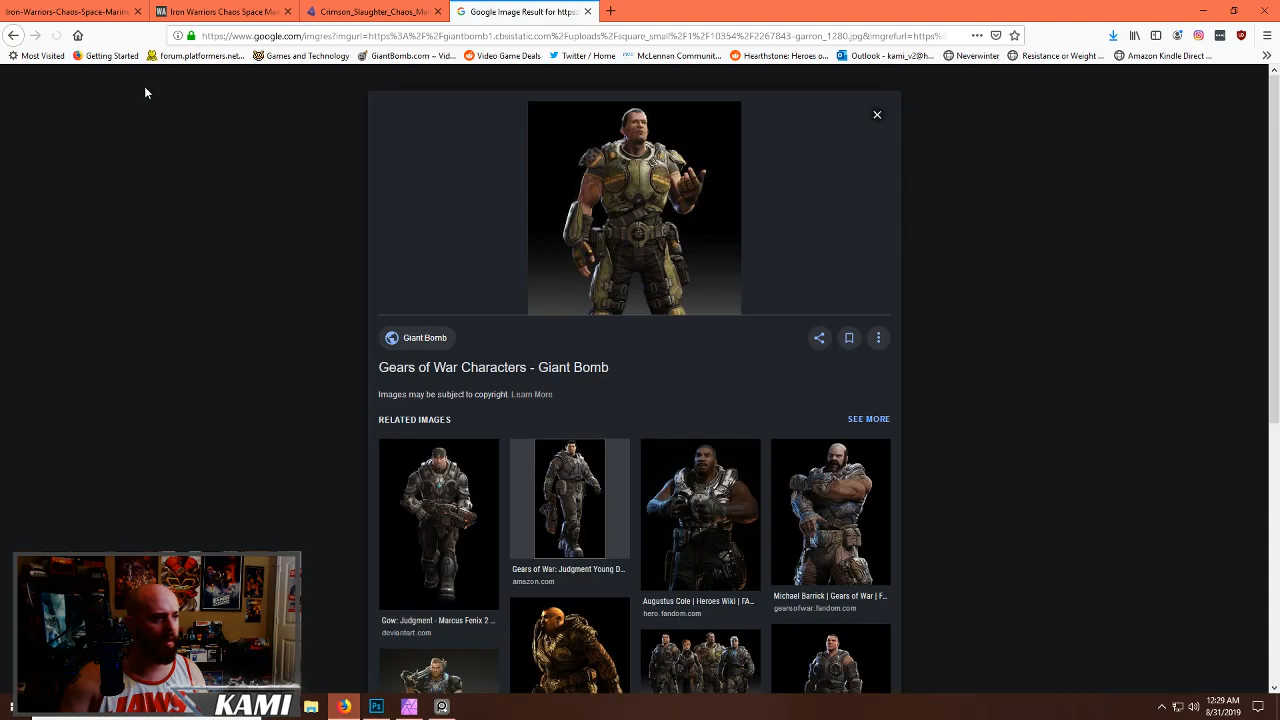 Iron-Warriors-Chaos-Space-Marine
Iron Warriors Chaos Space Mar
Crimson_Slaughter_Chaos_Ma
Google Image Result for https:
https://www.google.com/imgres?imgurl=https%3A%2F%2Fgiantbomb1.cbsistatic.com%2Fuploads%2Fsquare_small%2F1%2F10354%2F2267843-garron_1280.jpg&imgrefurl=https%
Most Visited
Getting Started
forum.platformer.net...
Games and Technology
GiantBomb.com/...
Video Game Deals
Twitter / Home
McLennan Communit...
Hearthstone: Heroes o...
Outlook - kami_v2@h...
Neverwinter
Resistance or Weight ...
Amazon Kindle Direct ...
Giant Bomb
Gears of War Characters - Giant Bomb
Images may be subject to copyright. Learn More
RELATED IMAGES
SEE MORE
Gow: Judgment - Marcus Fenix 2 ...
deviantart.com
Gears of War: Judgment Young D...
amazon.com
Augustus Cole | Heroes Wiki | FA...
hero.fandom.com
Michael Barrick | Gears of War | F...
gearsofwar.fandom.com
JAWS
KAMI
Ps
12:29 AM
8/31/2019